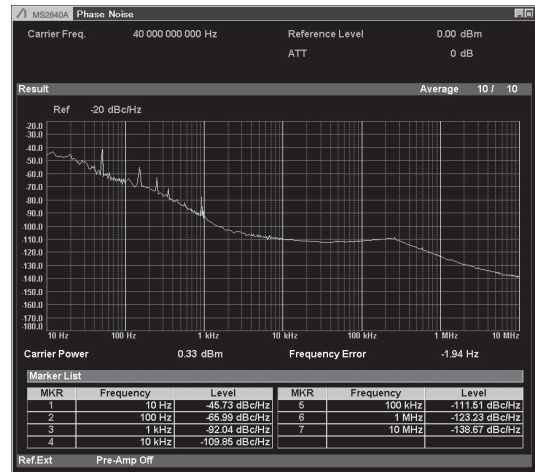 MS2840A Phase Noise
Carrier Freq. 40 000 000 000 Hz Reference Level 0.00 dBm
ATT 0 dB
Result Average 10 / 10
Ref -20 dBc/Hz
-20.0
-30.0
-40.0
-50.0
-60.0
-70.0
-80.0
-90.0
-100.0
-110.0
-120.0
-130.0
-140.0
-150.0
-160.0
-170.0
-180.0
10 Hz 100 Hz 1 kHz 10 kHz 100 kHz 1 MHz 10 MHz
Carrier Power 0.33 dBm Frequency Error -1.94 Hz
Marker List
MKR Frequency Level MKR Frequency Level
1 10 Hz -45.73 dBc/Hz 5 100 kHz -111.51 dBc/Hz
2 100 Hz -65.99 dBc/Hz 6 1 MHz -123.23 dBc/Hz
3 1 kHz -92.04 dBc/Hz 7 10 MHz -138.67 dBc/Hz
4 10 kHz -109.85 dBc/Hz
Ref.Ext Pre-Amp Off